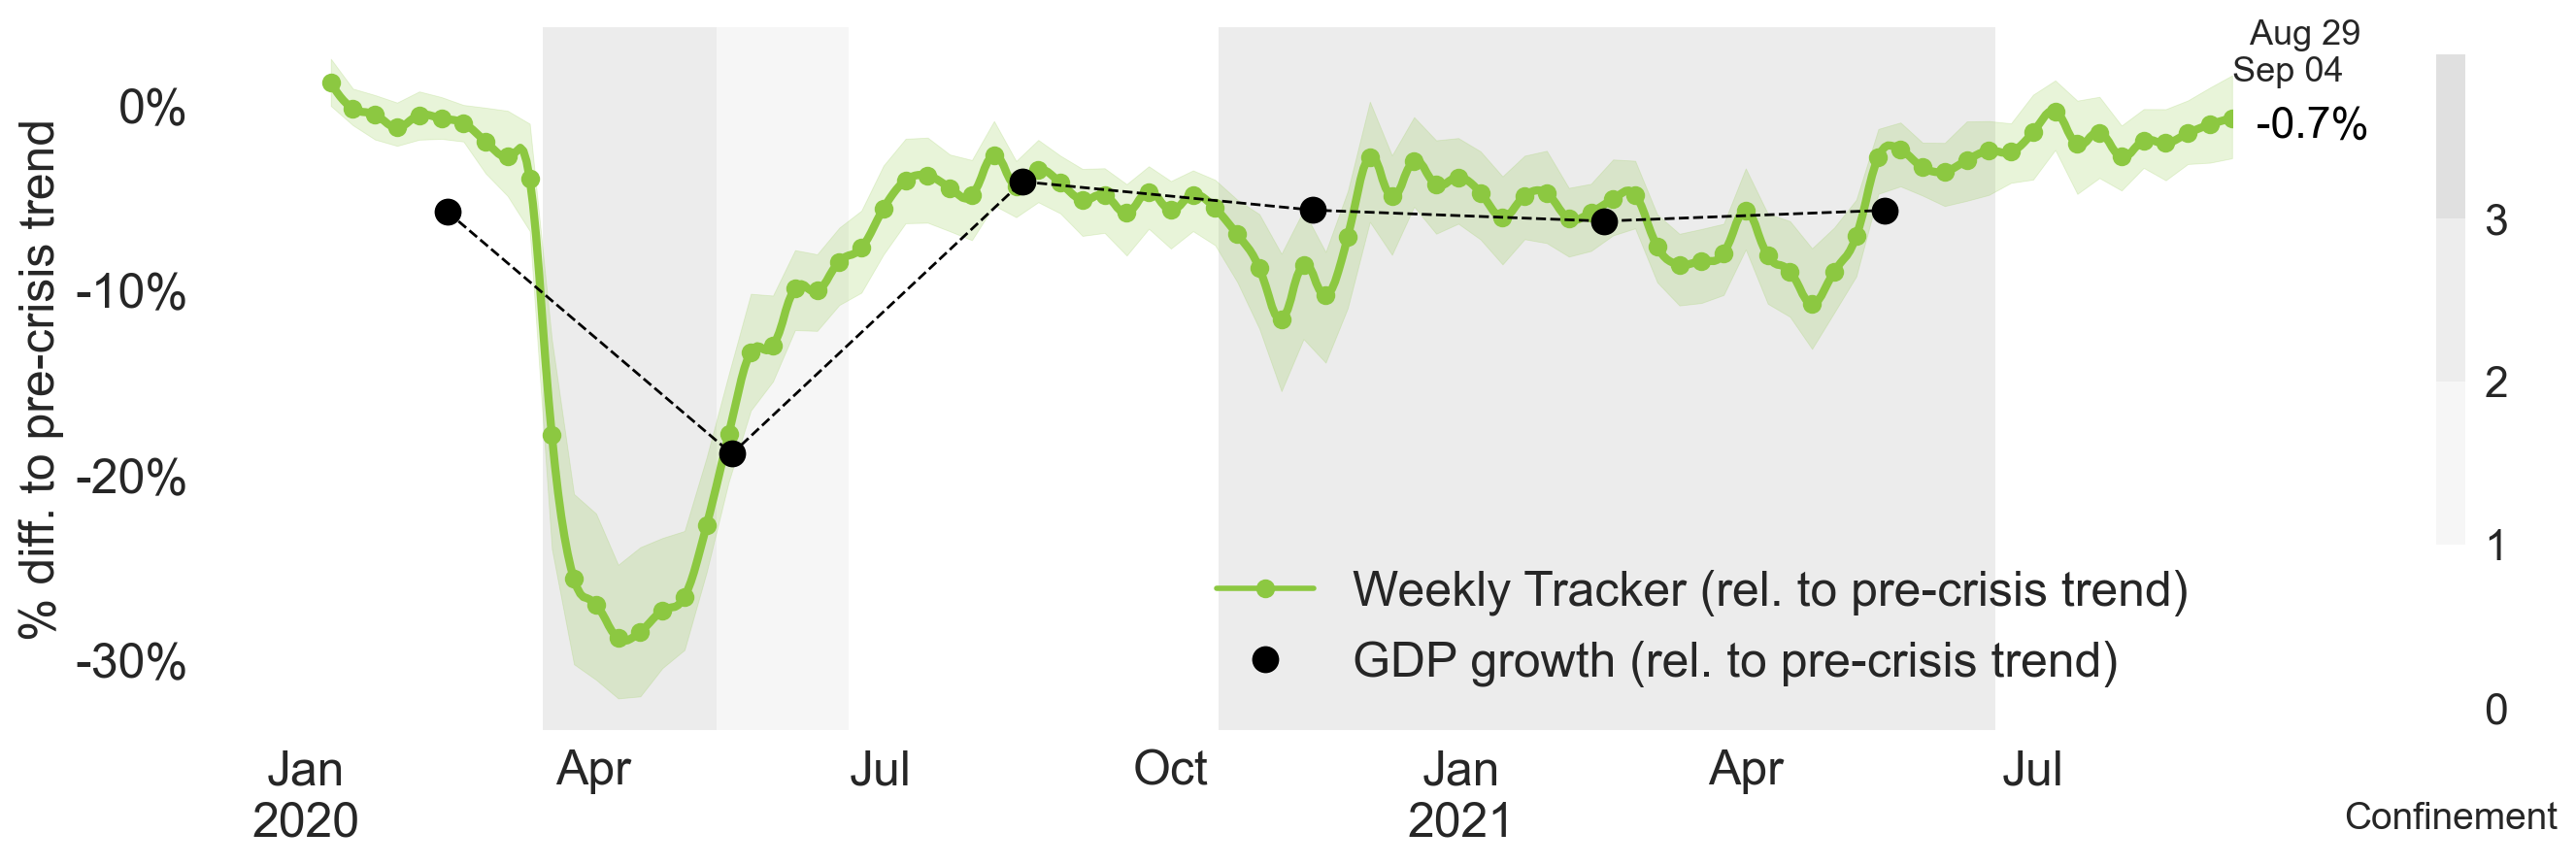 % diff. to pre-crisis trend
0%
-10%
-20%
-30%
Aug 29
Sep 04
-0.7%
3
2
1
0
Weekly Tracker (rel. to pre-crisis trend)
GDP growth (rel. to pre-crisis trend)
Jan Apr Jul Oct Jan Apr Jul
2020 2021
Confinement